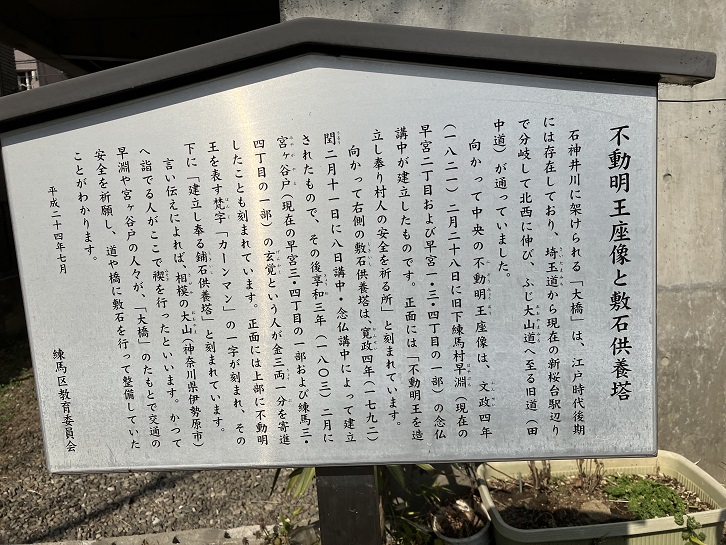 不動明王座像と敷石供養塔
石神井川に架けられる「大橋」は、江戸時代後期
には存在しており、埼玉道から現在の新桜台駅辺り
で分岐して北西に伸び、ふじ大山道へ至る旧道（田
中道）が通っていました。
向かって中央の不動明王座像は、文政四年
（一八二一）二月二十八日に旧下練馬村早淵（現在の
早宮二丁目および早宮一・三・四丁目の一部）の念仏
講中が建立したものです。正面には「不動明王を造
立し奉り村人の安全を祈る所」と刻まれています。
向かって右側の敷石供養塔は、寛政四年（一七九二）
閏二月十一日に八日講中・念仏講中によって建立
されたもので、その後享和三年（一八〇三）二月に
宮ヶ谷戸（現在の早宮三・四丁目の一部および練馬三・
四丁目の一部）の玄覚という人が金三両一分を寄進
したことも刻まれています。正面には上部に不動明
王を表す梵字「カーンマン」の一字が刻まれ、その
下に「建立し奉る鋪石供養塔」と刻まれています。
言い伝えによれば、相模の大山（神奈川県伊勢原市）
へ詣でる人がここで禊を行ったといいます。かつて
早淵や宮ヶ谷戸の人々が、「大橋」のたもとで交通の
安全を祈願し、道や橋に敷石を行って整備していた
ことがわかります。
平成二十四年七月
練馬区教育委員会